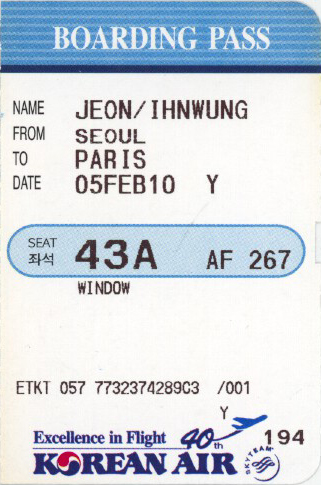 BOARDING PASS
NAME JEON/IHNWUNG
FROM SEOUL
TO PARIS
DATE 05FEB10 Y
SEAT 좌석 43A AF 267
WINDOW
ETKT 057 7732374289C3 /001
Y
Excellence in Flight 40th 194
KOREAN AIR SKYTEAM